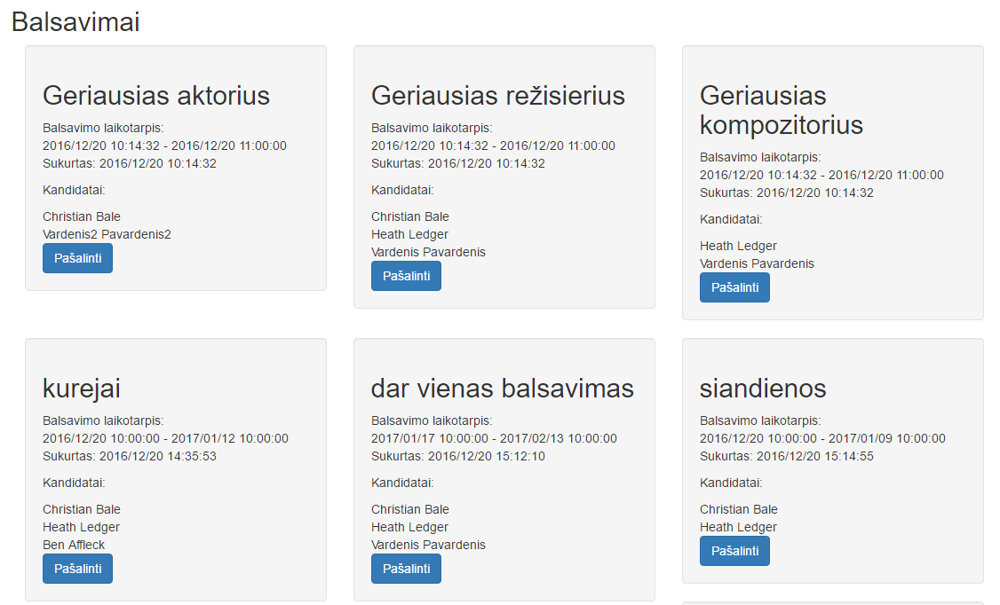 Balsavimai
Geriausias aktorius
Balsavimo laikotarpis:
2016/12/20 10:14:32 - 2016/12/20 11:00:00
Sukurtas: 2016/12/20 10:14:32
Kandidatai:
Christian Bale
Vardenis2 Pavardenis2
Pašalinti
Geriausias režisierius
Balsavimo laikotarpis:
2016/12/20 10:14:32 - 2016/12/20 11:00:00
Sukurtas: 2016/12/20 10:14:32
Kandidatai:
Christian Bale
Heath Ledger
Vardenis Pavardenis
Pašalinti
Geriausias
kompozitorius
Balsavimo laikotarpis:
2016/12/20 10:14:32 - 2016/12/20 11:00:00
Sukurtas: 2016/12/20 10:14:32
Kandidatai:
Heath Ledger
Vardenis Pavardenis
Pašalinti
kurejai
Balsavimo laikotarpis:
2016/12/20 10:00:00 - 2017/01/12 10:00:00
Sukurtas: 2016/12/20 14:35:53
Kandidatai:
Christian Bale
Heath Ledger
Ben Affleck
Pašalinti
dar vienas balsavimas
Balsavimo laikotarpis:
2017/01/17 10:00:00 - 2017/02/13 10:00:00
Sukurtas: 2016/12/20 15:12:10
Kandidatai:
Christian Bale
Heath Ledger
Vardenis Pavardenis
Pašalinti
siandienos
Balsavimo laikotarpis:
2016/12/20 10:00:00 - 2017/01/09 10:00:00
Sukurtas: 2016/12/20 15:14:55
Kandidatai:
Christian Bale
Heath Ledger
Pašalinti